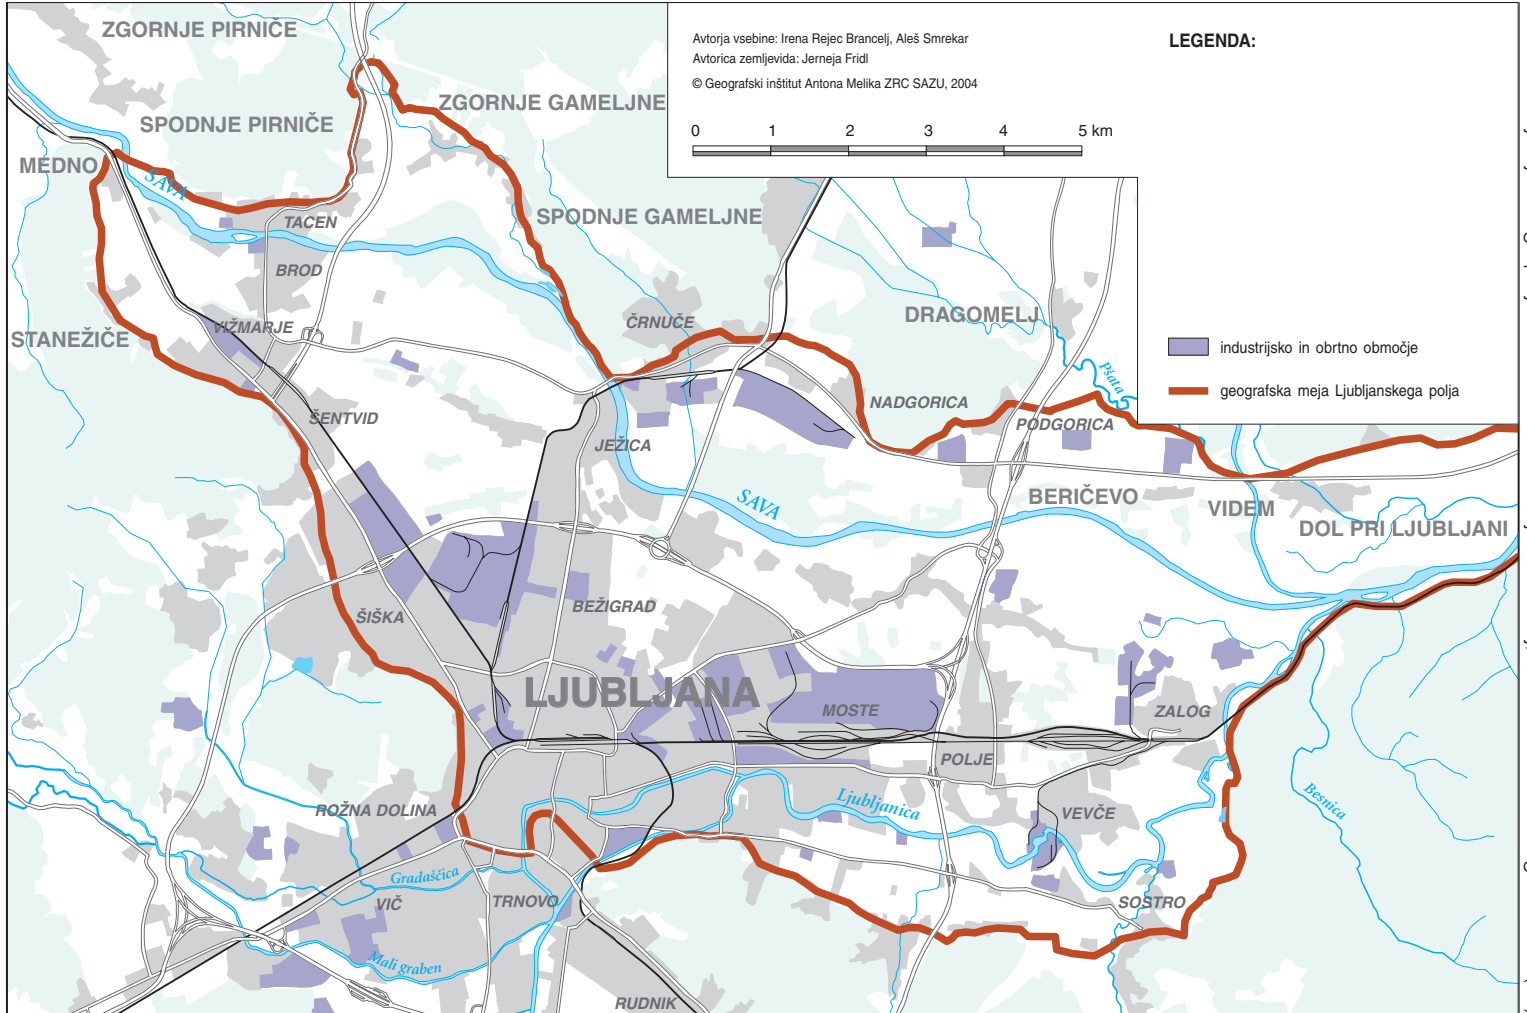 ZGORNJE PIRNIČE
Avtorja vsebine: Irena Rejec Brancelj, Aleš Smrekar
Avtorica zemljevida: Jerneja Fridl
© Geografski inštitut Antona Melika ZRC SAZU, 2004
LEGENDA:
0 1 2 3 4 5 km
ZGORNJE GAMELJNE
SPODNJE PIRNIČE
MEDNO
SAVA
TACEN
SPODNJE GAMELJNE
BROD
DRAGOMELJ
ČRNUČE
VIŽMARJE
STANEŽIČE
industrijsko in obrtno območje
Pšata
geografska meja Ljubljanskega polja
NADGORICA
ŠENTVID
PODGORICA
JEŽICA
BERIČEVO
SAVA
VIDEM
DOL PRI LJUBLJANI
BEŽIGRAD
ŠIŠKA
LJUBLJANA
MOSTE
ZALOG
POLJE
Besnica
ROŽNA DOLINA
Ljubljanica
VEVČE
Gradaščica
VIČ
TRNOVO
SOSTRO
Mali graben
RUDNIK